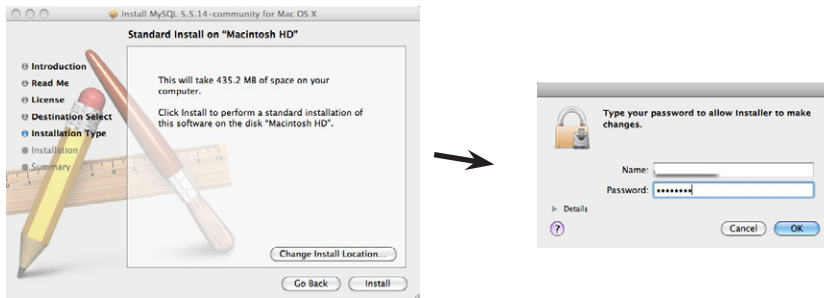 Install MySQL 5.5.14-community for Mac OS X
Standard Install on "Macintosh HD"
Introduction
Read Me
License
Destination Select
Installation Type
Installation
Summary
This will take 435.2 MB of space on your
computer.
Click Install to perform a standard installation of
this software on the disk "Macintosh HD".
Change Install Location...
Go Back
Install
Type your password to allow Installer to make
changes.
Name:
Password: ••••••••
Details
?
Cancel
OK